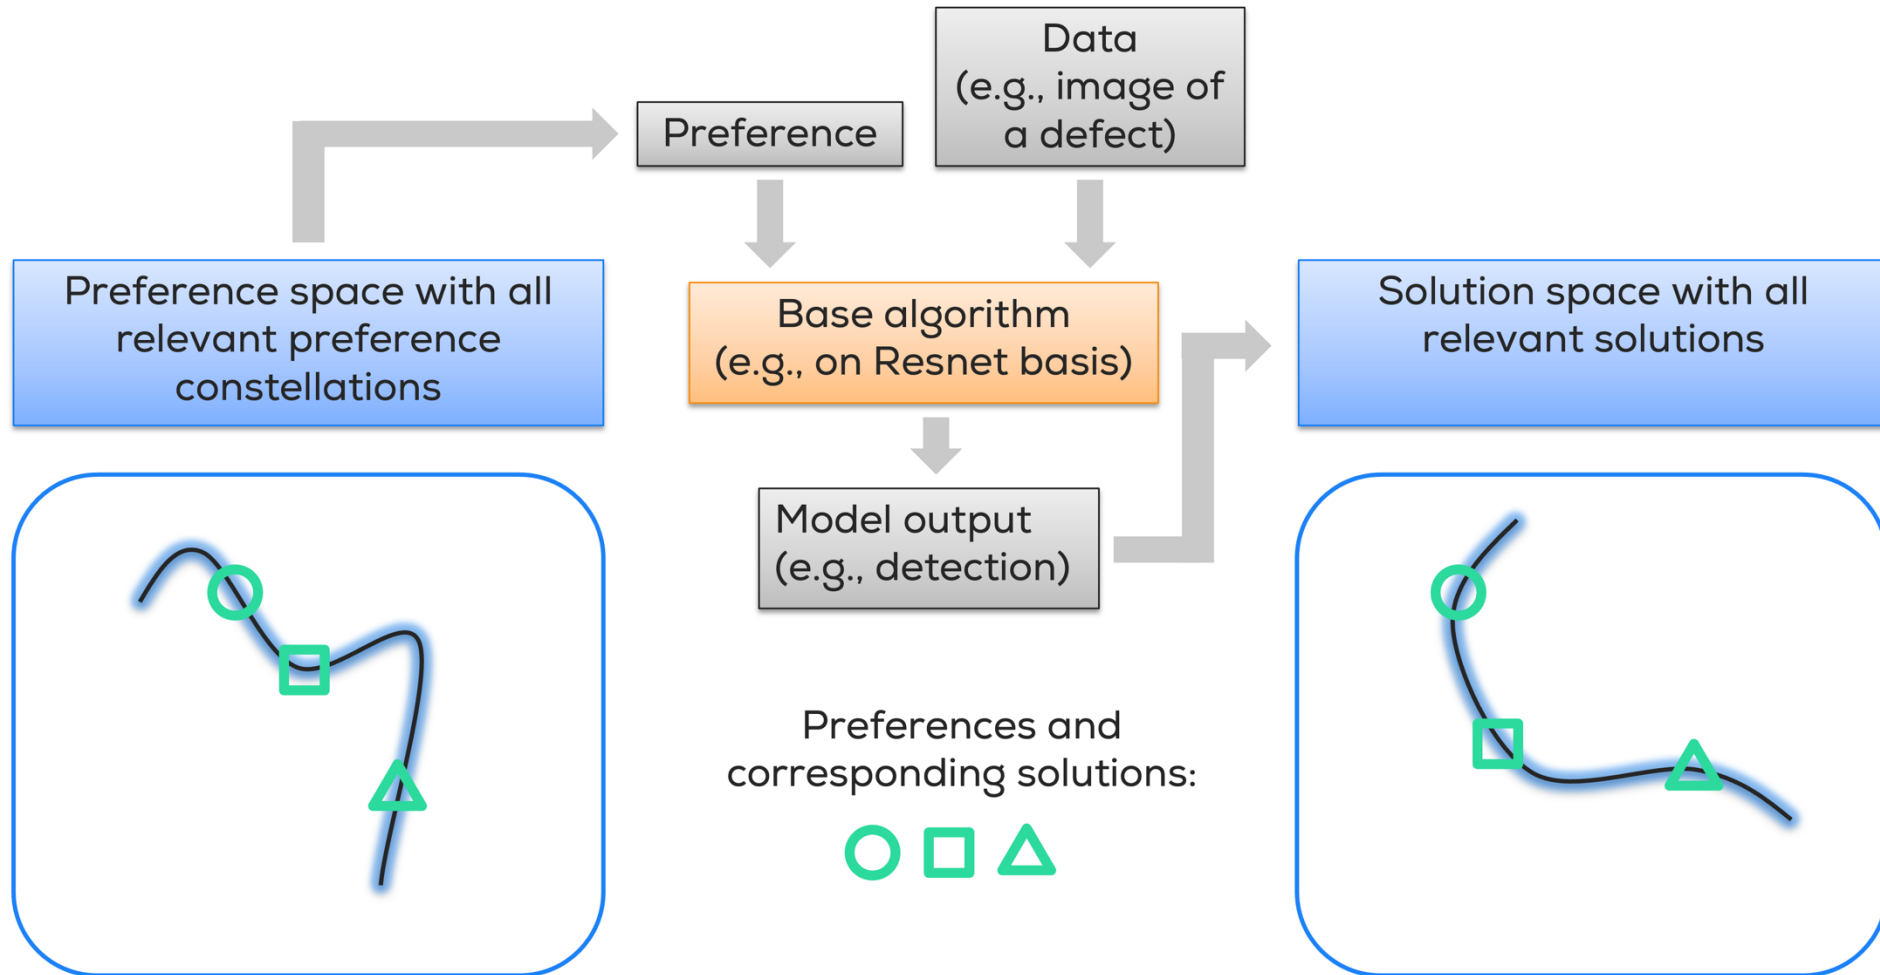 Data
(e.g., image of
a defect)
Preference
Preference space with all
relevant preference
constellations
Base algorithm
(e.g., on Resnet basis)
Solution space with all
relevant solutions
Model output
(e.g., detection)
Preferences and
corresponding solutions: